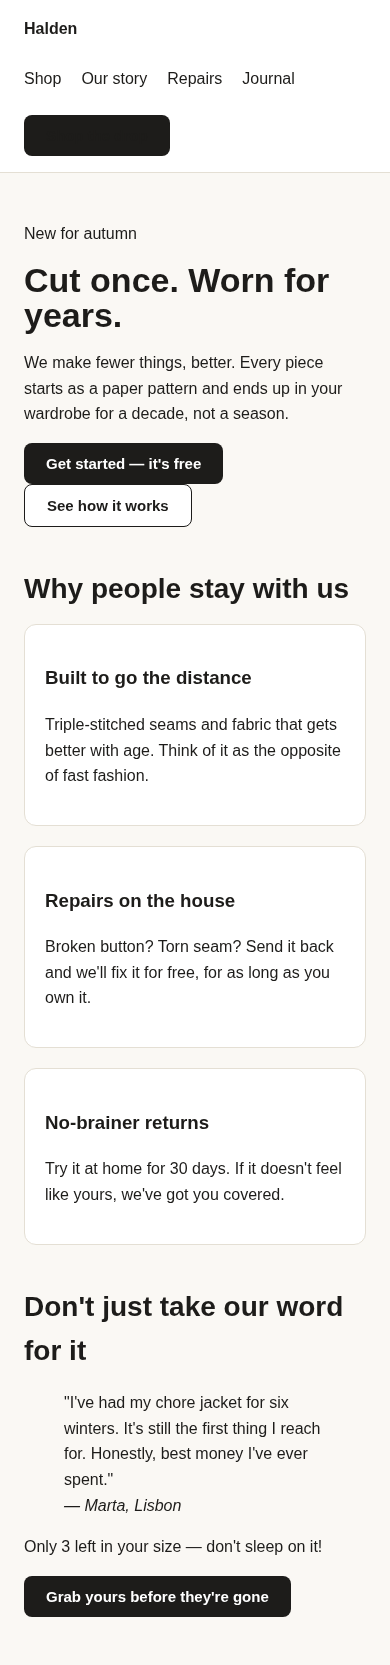 Halden
Shop Our story Repairs Journal
New for autumn
Cut once. Worn for
years.
We make fewer things, better. Every piece
starts as a paper pattern and ends up in your
wardrobe for a decade, not a season.
Get started — it's free
See how it works
Why people stay with us
Built to go the distance
Triple-stitched seams and fabric that gets
better with age. Think of it as the opposite
of fast fashion.
Repairs on the house
Broken button? Torn seam? Send it back
and we'll fix it for free, for as long as you
own it.
No-brainer returns
Try it at home for 30 days. If it doesn't feel
like yours, we've got you covered.
Don't just take our word
for it
"I've had my chore jacket for six
winters. It's still the first thing I reach
for. Honestly, best money I've ever
spent."
— Marta, Lisbon
Only 3 left in your size — don't sleep on it!
Grab yours before they're gone